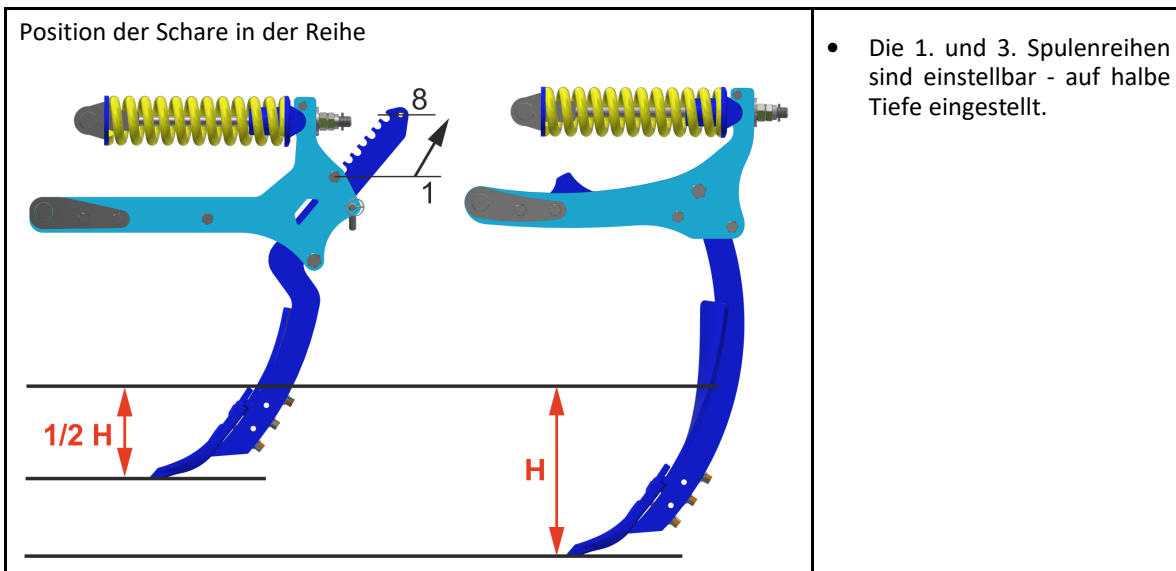 Position der Schare in der Reihe
8
1
1/2 H
H
• Die 1. und 3. Spulenreihen
sind einstellbar - auf halbe
Tiefe eingestellt.